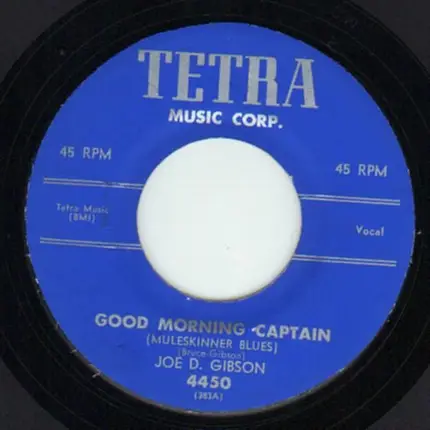 TETRA
MUSIC CORP.
45 RPM
45 RPM
Tetra Music
(BMI)
Vocal
GOOD MORNING CAPTAIN
(MULESKINNER BLUES)
(Bruce-Gibson)
JOE D. GIBSON
4450
(383A)